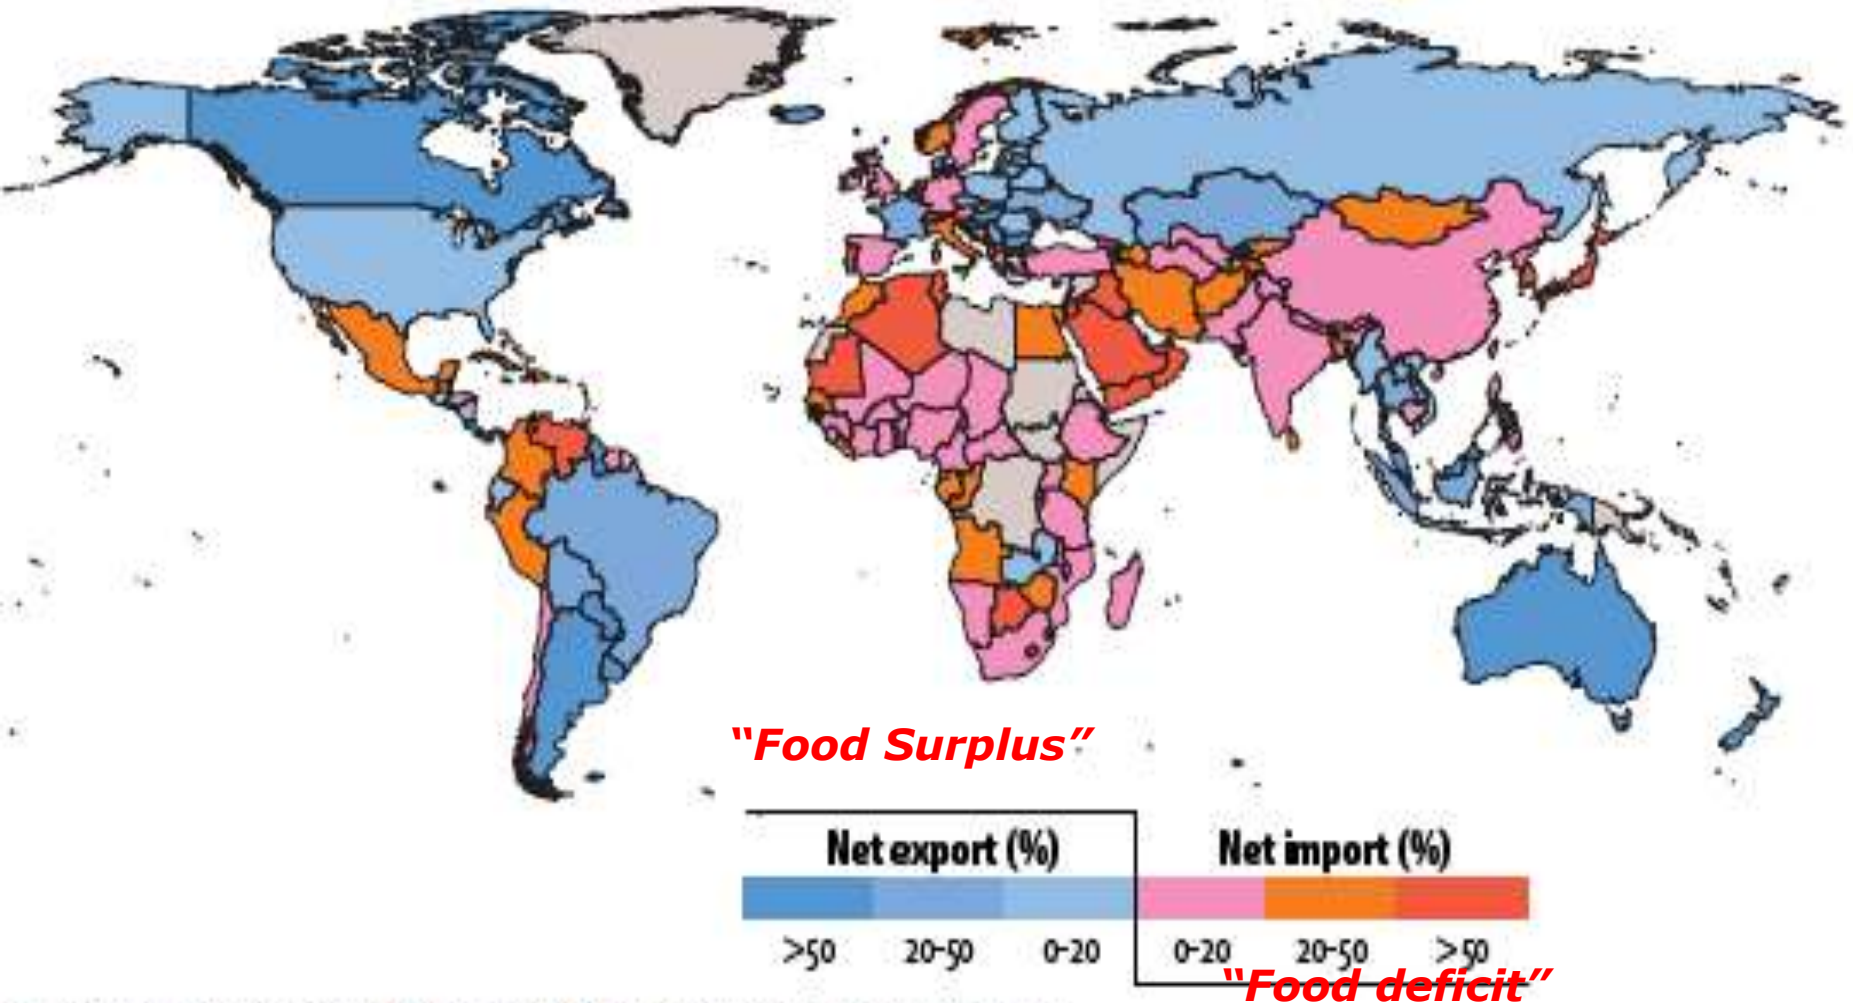 “Food Surplus”
Net export (%) Net import (%)
>50 20-50 0-20 0-20 20-50 >50
“Food deficit”